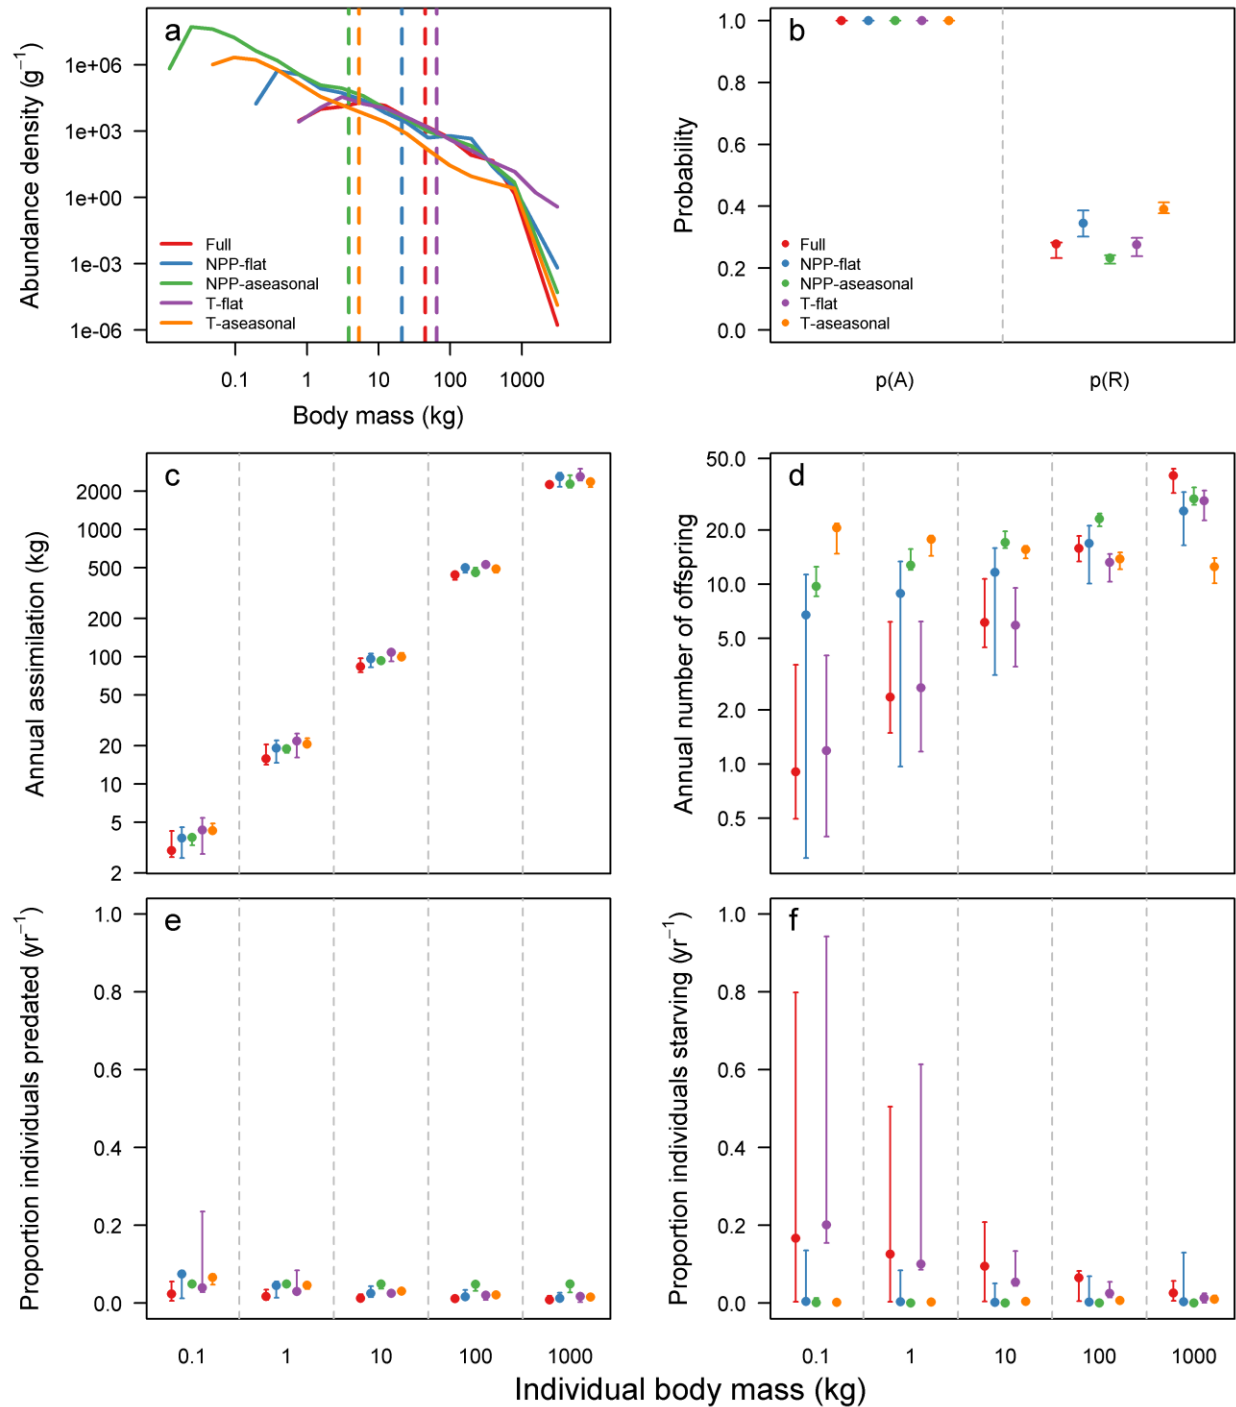 a
Abundance density (g⁻¹)
1e+06
1e+03
1e+00
1e-03
1e-06
Full
NPP-flat
NPP-aseasonal
T-flat
T-aseasonal
0.1 1 10 100 1000
Body mass (kg)
b
Probability
1.0
0.8
0.6
0.4
0.2
0.0
Full
NPP-flat
NPP-aseasonal
T-flat
T-aseasonal
p(A) p(R)
c
Annual assimilation (kg)
2000
1000
500
200
100
50
20
10
5
2
d
Annual number of offspring
50.0
20.0
10.0
5.0
2.0
1.0
0.5
e
Proportion individuals predated (yr⁻¹)
1.0
0.8
0.6
0.4
0.2
0.0
0.1 1 10 100 1000
f
Proportion individuals starving (yr⁻¹)
1.0
0.8
0.6
0.4
0.2
0.0
0.1 1 10 100 1000
Individual body mass (kg)